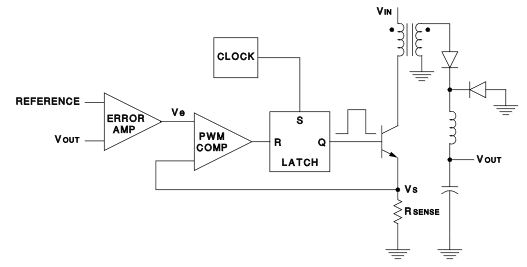 VIN
CLOCK
REFERENCE
ERROR
AMP
VOUT
Ve
PWM
COMP
S
R
Q
LATCH
VOUT
VS
RSENSE